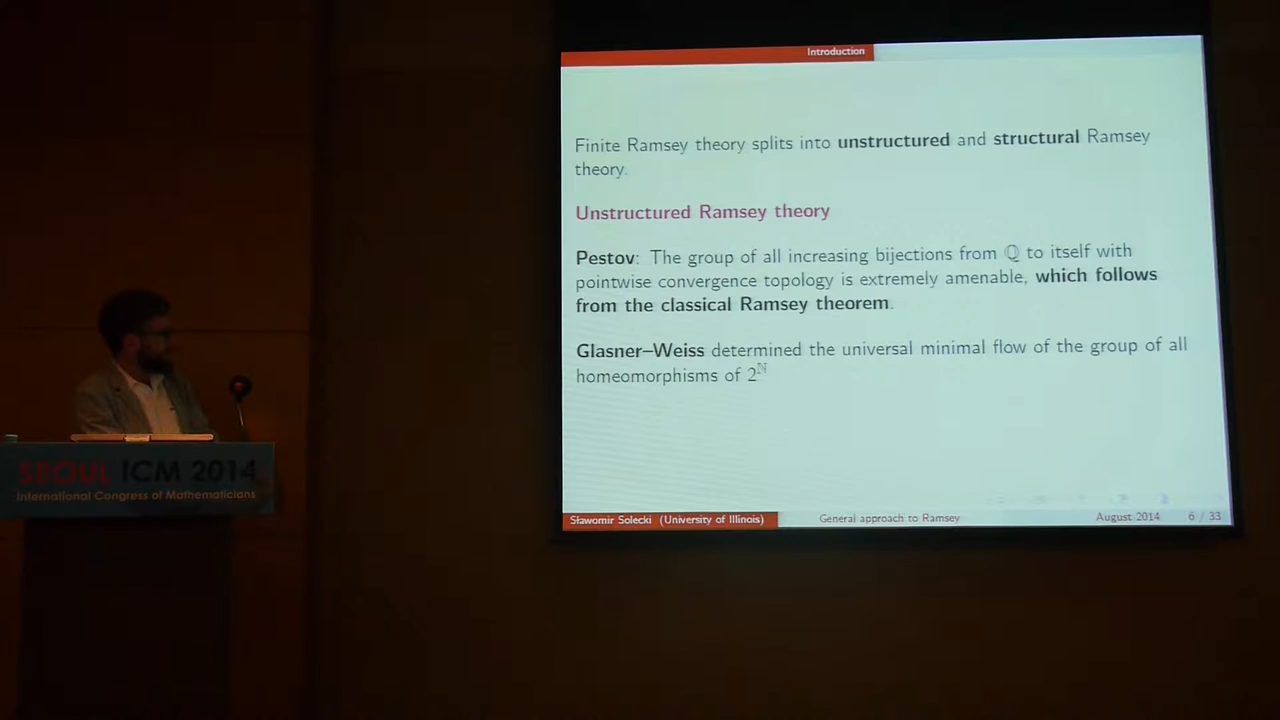 Introduction
Finite Ramsey theory splits into unstructured and structural Ramsey
theory.
Unstructured Ramsey theory
Pestov: The group of all increasing bijections from ℚ to itself with
pointwise convergence topology is extremely amenable, which follows
from the classical Ramsey theorem.
Glasner–Weiss determined the universal minimal flow of the group of all
homeomorphisms of 2^ℕ
Sławomir Solecki (University of Illinois)
General approach to Ramsey
August 2014
6 / 33
SEOUL ICM 2014
International Congress of Mathematicians